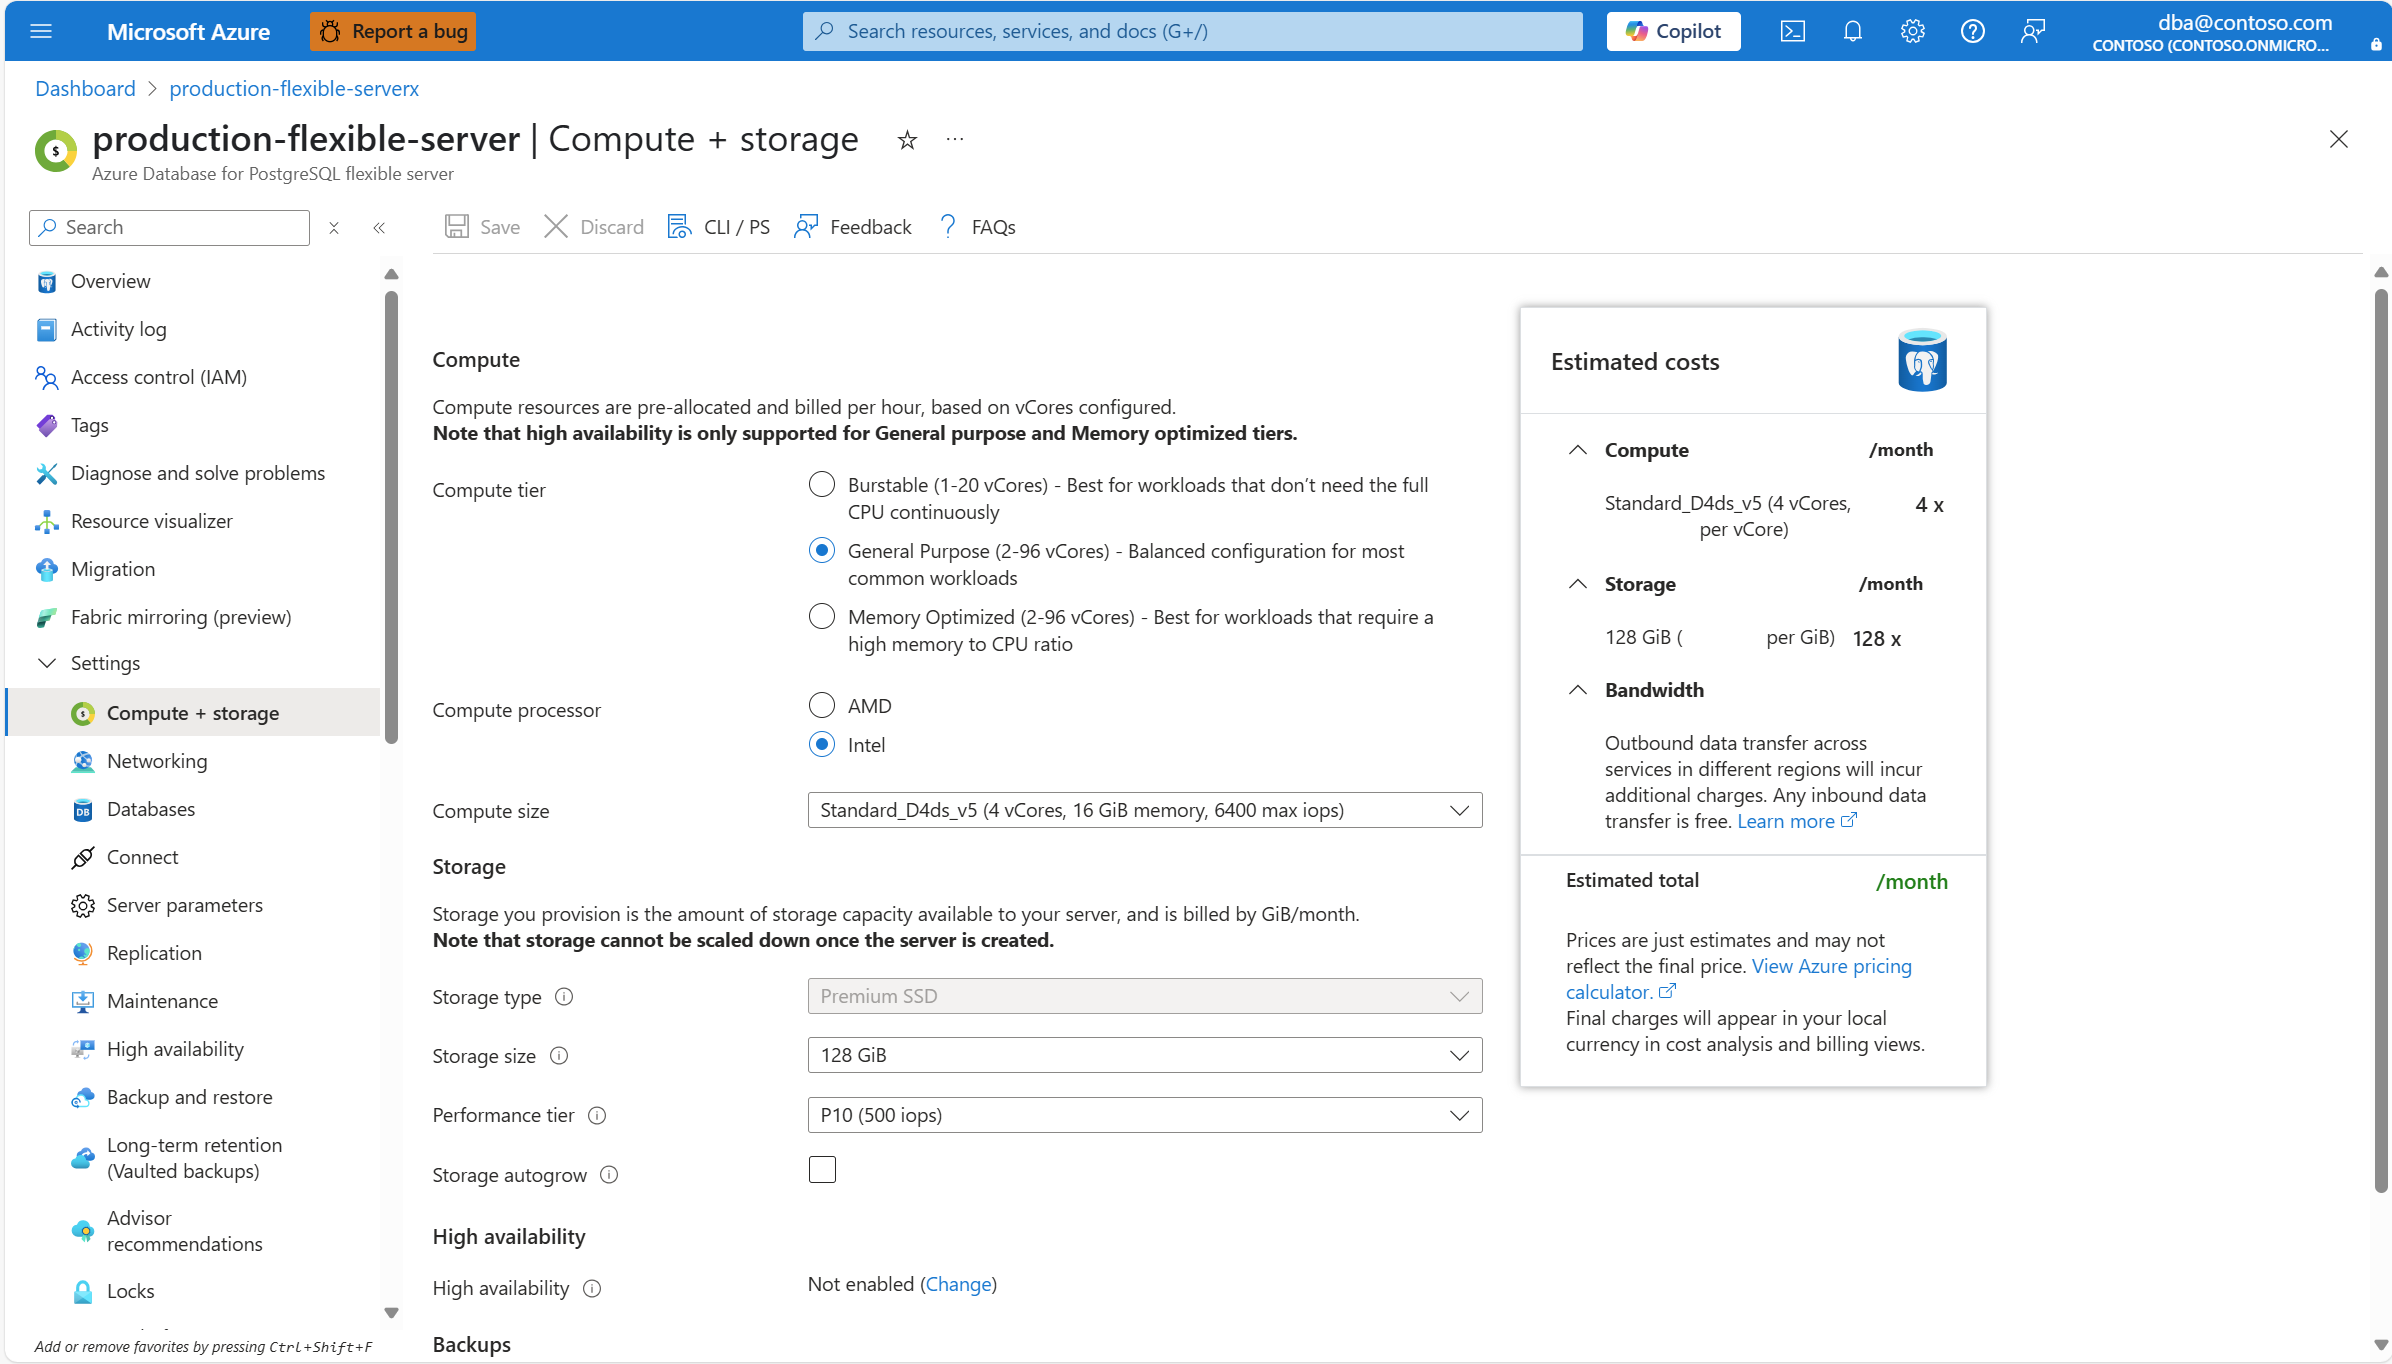 Microsoft Azure
Report a bug
Search resources, services, and docs (G+/)
Copilot
dba@contoso.com
CONTOSO (CONTOSO.ONMICRO...
Dashboard > production-flexible-serverx
production-flexible-server | Compute + storage
Azure Database for PostgreSQL flexible server
Search
Save
Discard
CLI / PS
Feedback
FAQs
Overview
Activity log
Access control (IAM)
Tags
Diagnose and solve problems
Resource visualizer
Migration
Fabric mirroring (preview)
Settings
Compute + storage
Networking
Databases
Connect
Server parameters
Replication
Maintenance
High availability
Backup and restore
Long-term retention
(Vaulted backups)
Advisor
recommendations
Locks
Add or remove favorites by pressing Ctrl+Shift+F
Compute
Compute resources are pre-allocated and billed per hour, based on vCores configured.
Note that high availability is only supported for General purpose and Memory optimized tiers.
Compute tier
Burstable (1-20 vCores) - Best for workloads that don’t need the full
CPU continuously
General Purpose (2-96 vCores) - Balanced configuration for most
common workloads
Memory Optimized (2-96 vCores) - Best for workloads that require a
high memory to CPU ratio
Compute processor
AMD
Intel
Compute size
Standard_D4ds_v5 (4 vCores, 16 GiB memory, 6400 max iops)
Storage
Storage you provision is the amount of storage capacity available to your server, and is billed by GiB/month.
Note that storage cannot be scaled down once the server is created.
Storage type
Premium SSD
Storage size
128 GiB
Performance tier
P10 (500 iops)
Storage autogrow
High availability
High availability
Not enabled (Change)
Backups
Estimated costs
Compute /month
Standard_D4ds_v5 (4 vCores, 4 x
per vCore)
Storage /month
128 GiB ( per GiB) 128 x
Bandwidth
Outbound data transfer across
services in different regions will incur
additional charges. Any inbound data
transfer is free. Learn more
Estimated total /month
Prices are just estimates and may not
reflect the final price. View Azure pricing
calculator.
Final charges will appear in your local
currency in cost analysis and billing views.